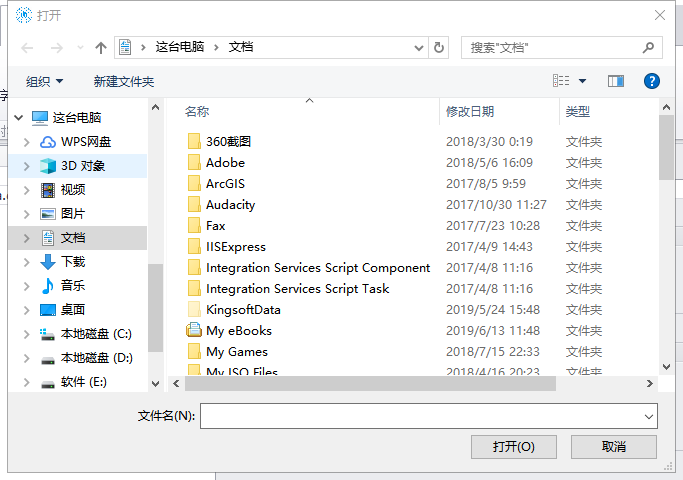 打开
这台电脑 > 文档
搜索"文档"
组织 新建文件夹
这台电脑
WPS网盘
3D 对象
视频
图片
文档
下载
音乐
桌面
本地磁盘 (C:)
本地磁盘 (D:)
软件 (E:)
名称 修改日期 类型
360截图 2018/3/30 0:19 文件夹
Adobe 2018/5/6 16:09 文件夹
ArcGIS 2017/8/5 9:59 文件夹
Audacity 2017/10/30 11:27 文件夹
Fax 2017/7/23 10:28 文件夹
IISExpress 2017/4/9 14:43 文件夹
Integration Services Script Component 2017/4/8 11:16 文件夹
Integration Services Script Task 2017/4/8 11:16 文件夹
KingsoftData 2019/5/24 15:48 文件夹
My eBooks 2019/6/13 11:48 文件夹
My Games 2018/7/15 22:33 文件夹
My ISO Files 2018/4/16 20:23 文件夹
文件名(N):
打开(O) 取消